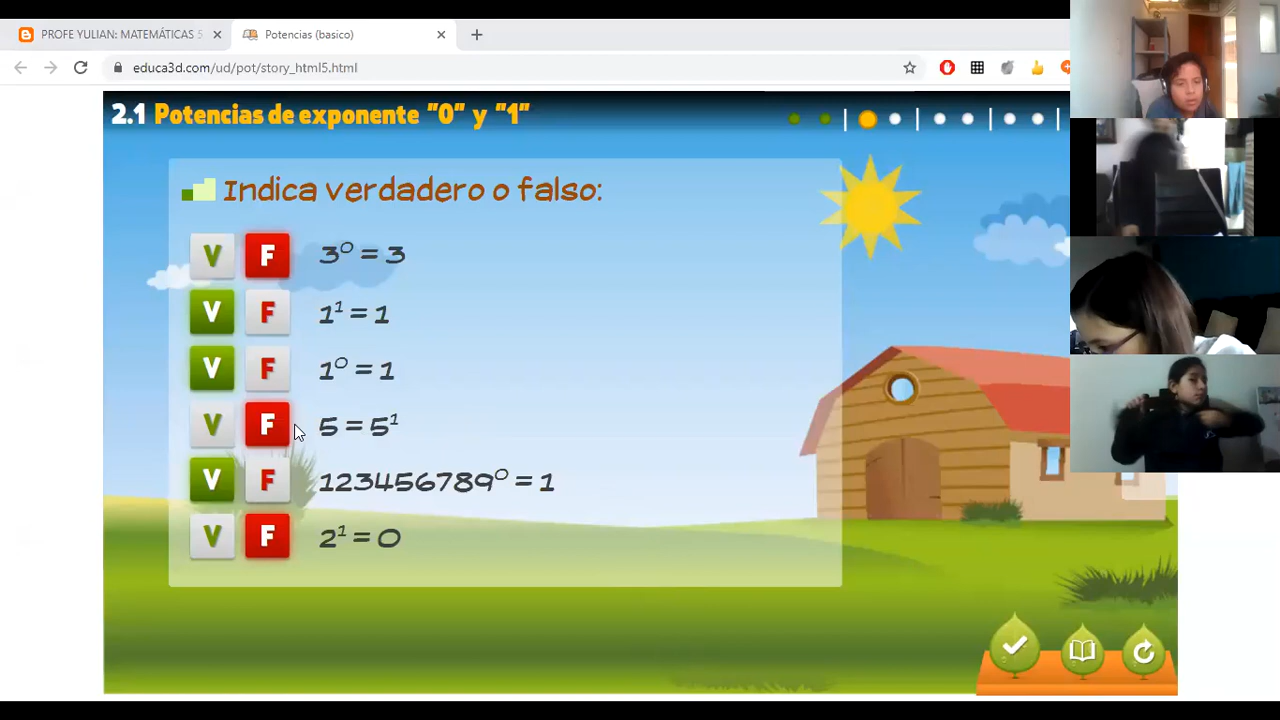 PROFE YULIAN: MATEMÁTICAS 5
Potencias (basico)
educa3d.com/ud/pot/story_html5.html
2.1 Potencias de exponente "0" y "1"
Indica verdadero o falso:
V F 3⁰ = 3
V F 1¹ = 1
V F 1⁰ = 1
V F 5 = 5¹
V F 123456789⁰ = 1
V F 2¹ = 0